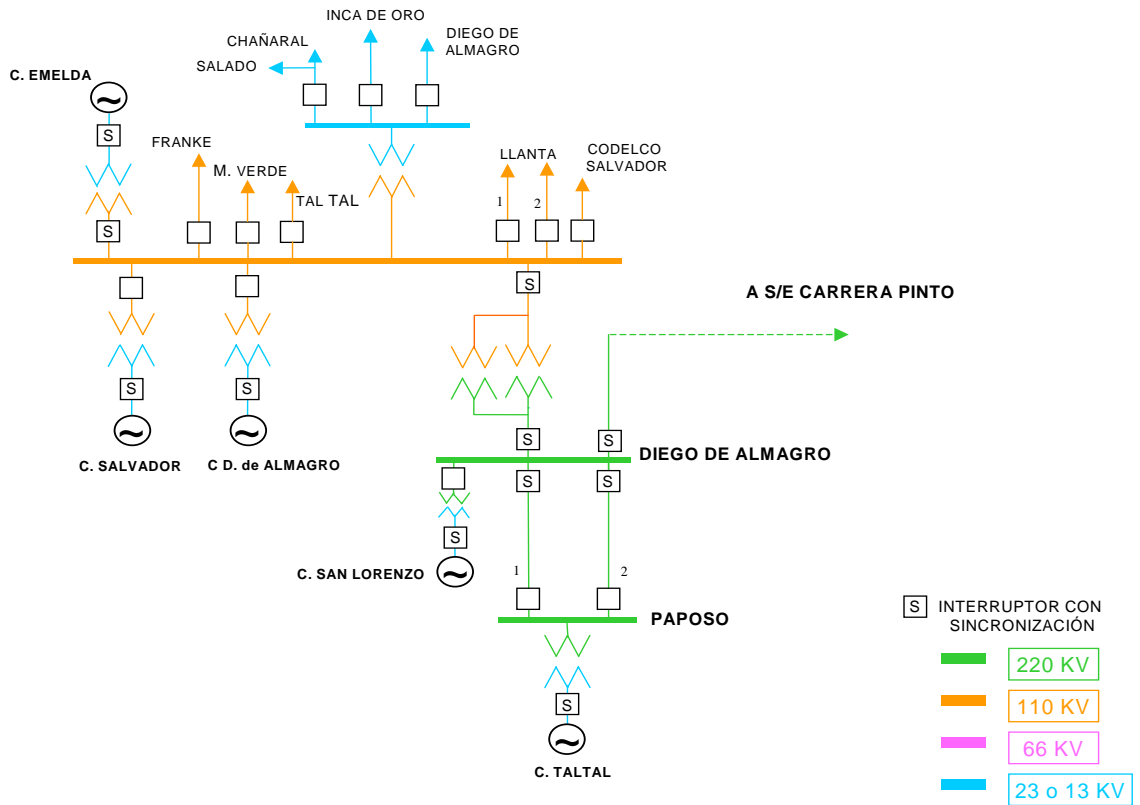 INCA DE ORO
CHAÑARAL
DIEGO DE
ALMAGRO
SALADO
C. EMELDA
S
FRANKE
M. VERDE
TAL TAL
LLANTA
CODELCO
SALVADOR
1
2
S
S
A S/E CARRERA PINTO
S
S
C. SALVADOR
C D. de ALMAGRO
S
S
DIEGO DE ALMAGRO
S
S
S
C. SAN LORENZO
1
2
PAPOSO
S
C. TALTAL
S INTERRUPTOR CON
SINCRONIZACIÓN
220 KV
110 KV
66 KV
23 o 13 KV